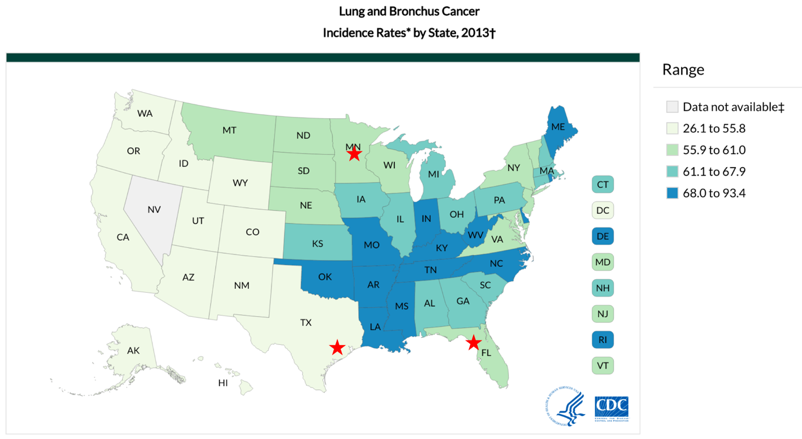 Lung and Bronchus Cancer
Incidence Rates* by State, 2013†
Range
Data not available‡
26.1 to 55.8
55.9 to 61.0
61.1 to 67.9
68.0 to 93.4
WA
MT
ND
MN
ME
OR
ID
SD
WI
MI
NY
MA
WY
NE
IA
PA
CT
NV
UT
IL
IN
OH
DC
CA
CO
KS
MO
KY
WV
VA
DE
AZ
NM
OK
AR
TN
NC
MD
SC
NH
TX
MS
AL
GA
NJ
LA
RI
AK
FL
VT
HI
CDC